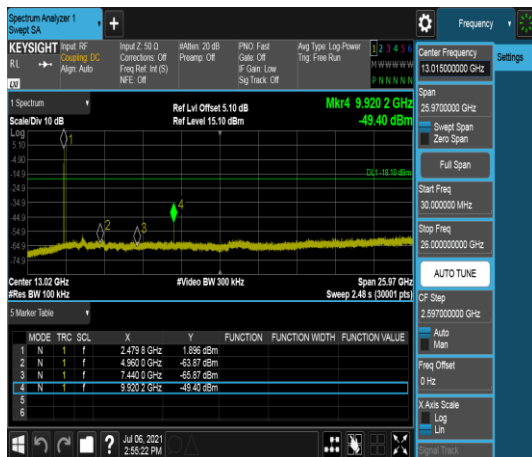 Spectrum Analyzer 1
Swept SA
Frequency
KEYSIGHT
RL
Input: RF
Coupling: DC
Align: Auto
Input Z: 50 Ω
Corrections: Off
Freq Ref: Int (S)
NFE: Off
#Atten: 20 dB
Preamp: Off
PNO: Fast
Gate: Off
IF Gain: Low
Sig Track: Off
Avg Type: Log-Power
Trig: Free Run
1 2 3 4 5 6
M W W W W W
P N N N N N
1 Spectrum
Scale/Div 10 dB
Ref Lvl Offset 5.10 dB
Ref Level 15.10 dBm
Mkr4 9.920 2 GHz
-49.40 dBm
Log
5.10
-4.90
-14.9
-24.9
-34.9
-44.9
-54.9
-64.9
-74.9
1
2
3
4
DL1 -18.10 dBm
Center 13.02 GHz
#Res BW 100 kHz
#Video BW 300 kHz
Span 25.97 GHz
Sweep 2.48 s (30001 pts)
5 Marker Table
MODE TRC SCL X Y FUNCTION FUNCTION WIDTH FUNCTION VALUE
1 N 1 f 2.479 8 GHz 1.896 dBm
2 N 1 f 4.960 0 GHz -63.87 dBm
3 N 1 f 7.440 0 GHz -65.87 dBm
4 N 1 f 9.920 2 GHz -49.40 dBm
5
6
Jul 06, 2021
2:55:22 PM
Center Frequency
13.015000000 GHz
Settings
Span
25.9700000 GHz
Swept Span
Zero Span
Full Span
Start Freq
30.000000 MHz
Stop Freq
26.000000000 GHz
AUTO TUNE
CF Step
2.597000000 GHz
Auto
Man
Freq Offset
0 Hz
X Axis Scale
Log
Lin
Signal Track